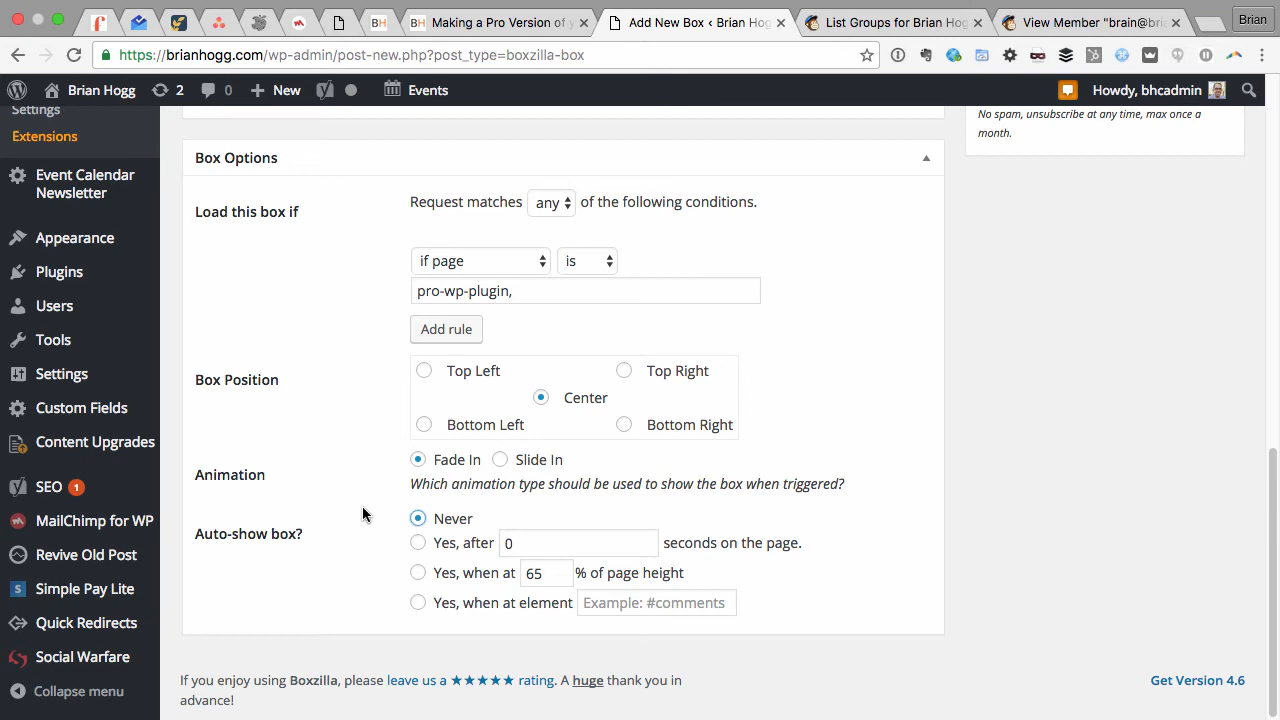 Making a Pro Version of y
Add New Box ‹ Brian Hog
List Groups for Brian Hog
View Member "brain@bria
Brian
https://brianhogg.com/wp-admin/post-new.php?post_type=boxzilla-box
Brian Hogg
2
0
New
Events
Howdy, bhcadmin
Settings
Extensions
Event Calendar
Newsletter
Appearance
Plugins
Users
Tools
Settings
Custom Fields
Content Upgrades
SEO 1
MailChimp for WP
Revive Old Post
Simple Pay Lite
Quick Redirects
Social Warfare
Collapse menu
No spam, unsubscribe at any time, max once a
month.
Box Options
Load this box if
Request matches any of the following conditions.
if page is
pro-wp-plugin,
Add rule
Box Position
Top Left Top Right
Center
Bottom Left Bottom Right
Animation
Fade In Slide In
Which animation type should be used to show the box when triggered?
Auto-show box?
Never
Yes, after 0 seconds on the page.
Yes, when at 65 % of page height
Yes, when at element Example: #comments
If you enjoy using Boxzilla, please leave us a ★★★★★ rating. A huge thank you in
advance!
Get Version 4.6